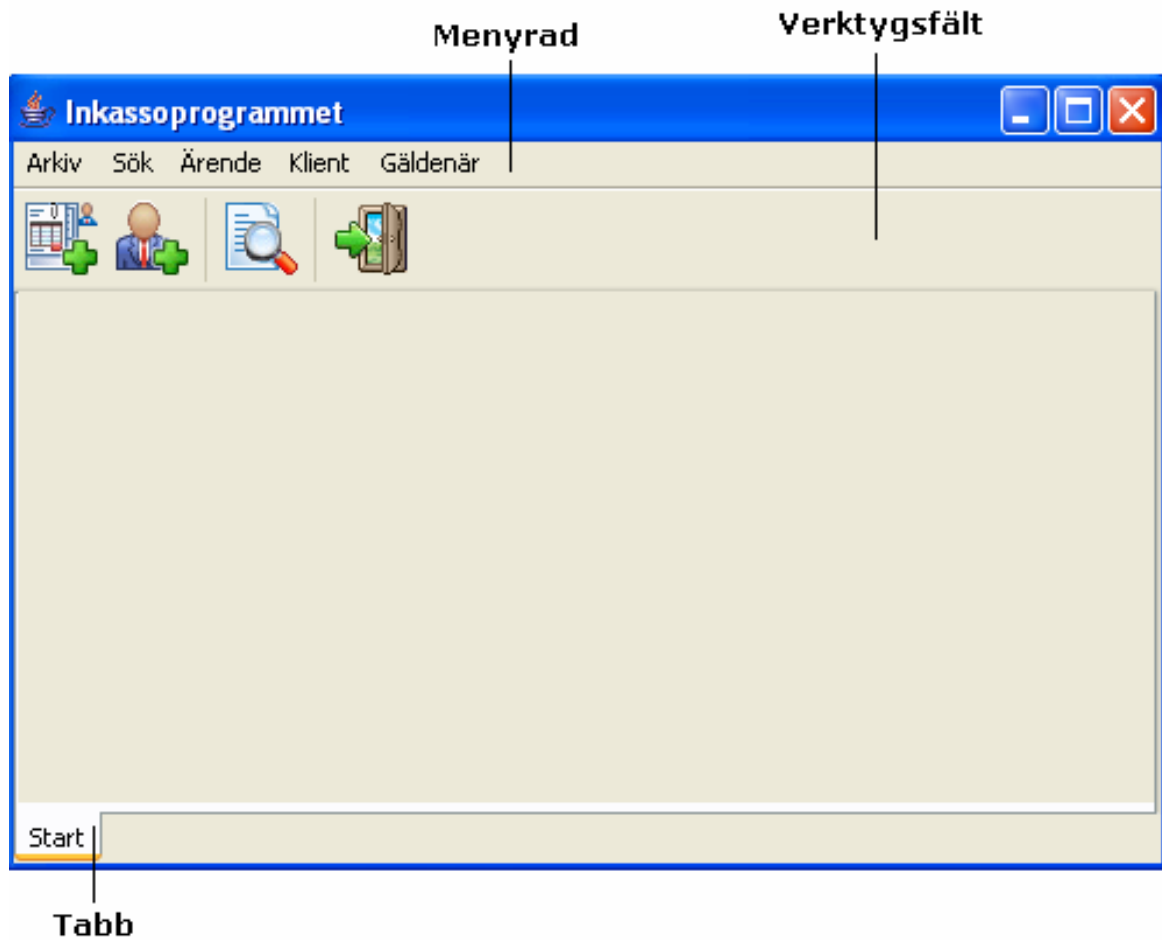 Menyrad
Verktygsfält
Inkassoprogrammet
Arkiv Sök Ärende Klient Gäldenär
Start
Tabb